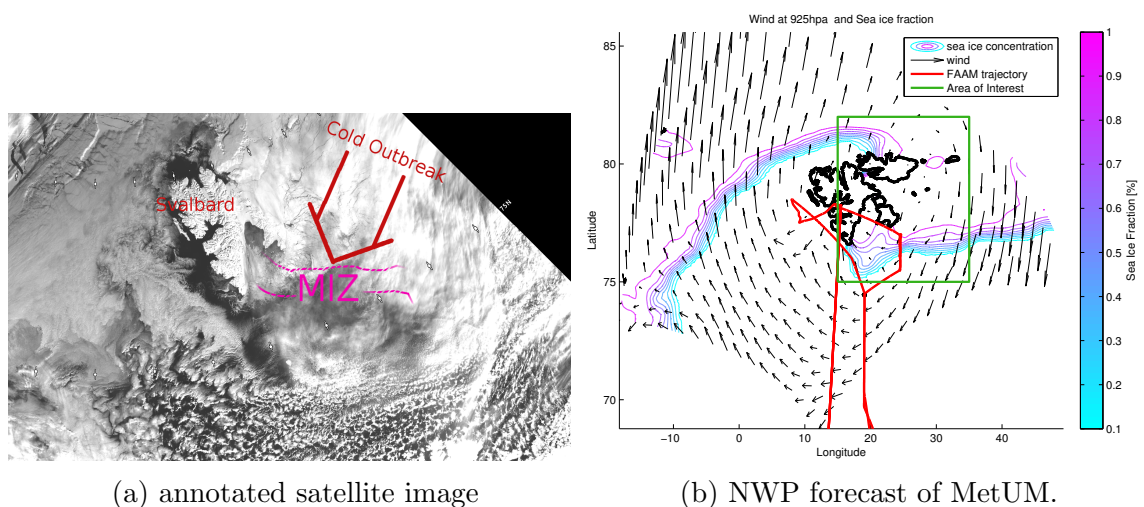 Cold Outbreak
75N
Svalbard
MIZ
(a) annotated satellite image
Wind at 925hpa and Sea ice fraction
sea ice concentration
wind
FAAM trajectory
Area of Interest
85
80
75
70
Latitude
−10 0 10 20 30 40
Longitude
1
0.9
0.8
0.7
0.6
0.5
0.4
0.3
0.2
0.1
Sea Ice Fraction [%]
(b) NWP forecast of MetUM.